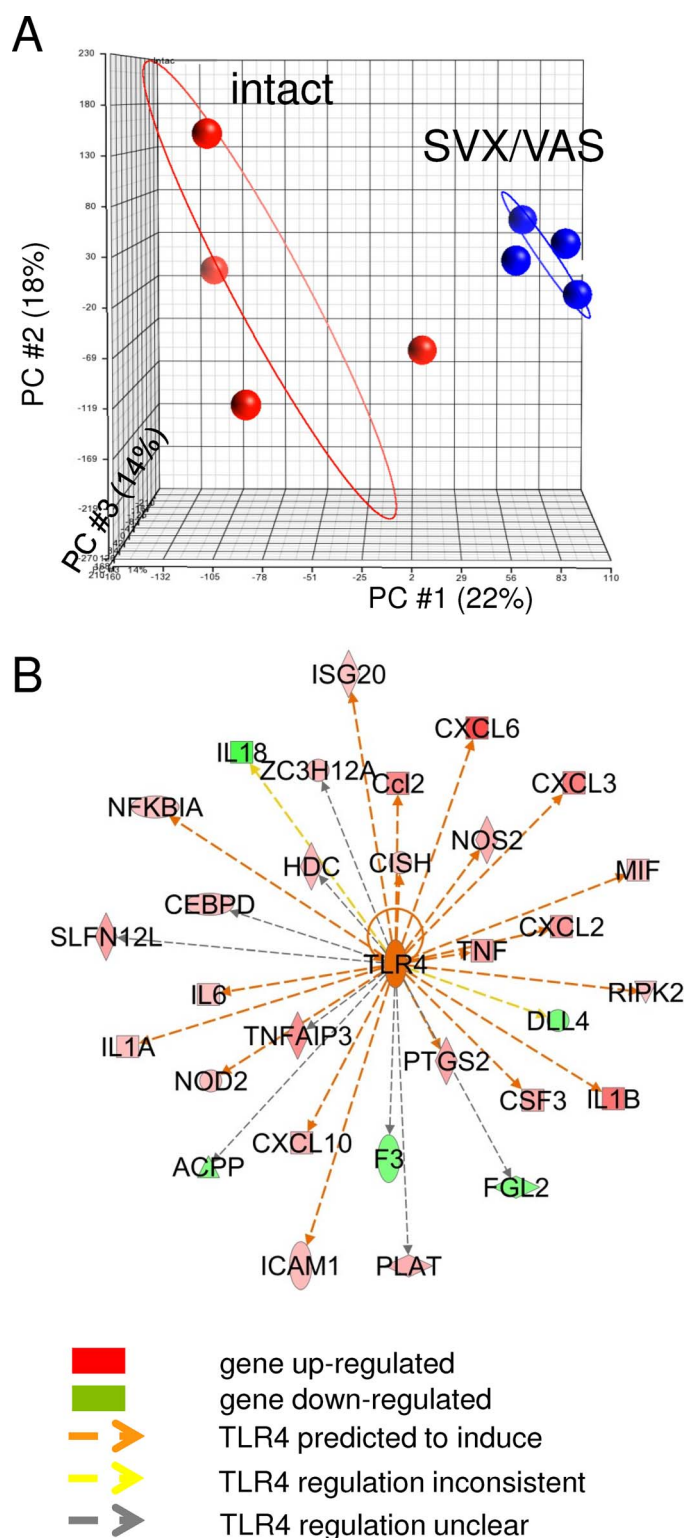 A
230
Intac
intact
180
SVX/VAS
130
80
30
-20
-69
-119
-169
PC #2 (18%)
PC #3 (14%)
-160
-132
-105
-78
-51
-25
2
29
56
83
110
PC #1 (22%)
B
ISG20
CXCL6
IL18
ZC3H12A
Ccl2
CXCL3
NFKBIA
NOS2
HDC
CISH
MIF
CEBPD
CXCL2
SLFN12L
TNF
TLR4
IL6
RIPK2
DLL4
TNFAIP3
IL1A
PTGS2
NOD2
CSF3
IL1B
CXCL10
F3
ACPP
FGL2
ICAM1
PLAT
gene up-regulated
gene down-regulated
TLR4 predicted to induce
TLR4 regulation inconsistent
TLR4 regulation unclear